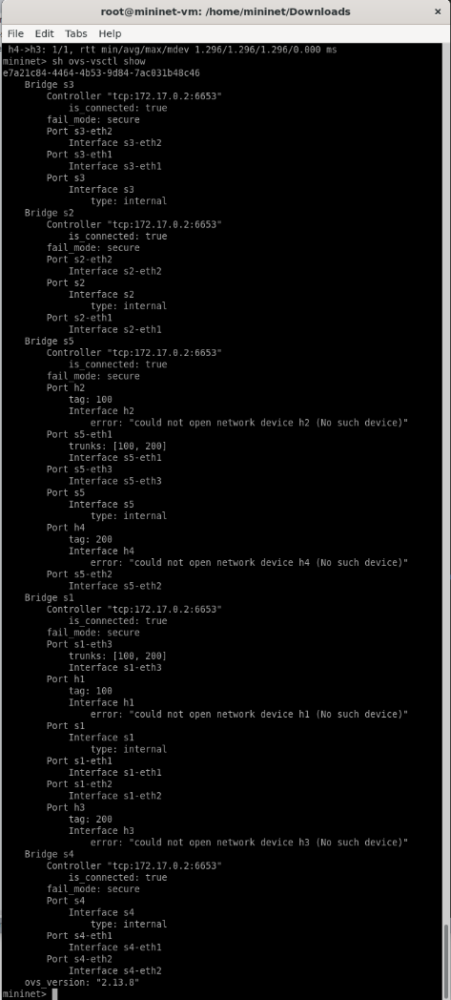 root@mininet-vm: /home/mininet/Downloads
×
File Edit Tabs Help
h4->h3: 1/1, rtt min/avg/max/mdev 1.296/1.296/1.296/0.000 ms
mininet> sh ovs-vsctl show
e7a21c84-4464-4b53-9d84-7ac031b48c46
Bridge s3
Controller "tcp:172.17.0.2:6653"
is_connected: true
fail_mode: secure
Port s3-eth2
Interface s3-eth2
Port s3-eth1
Interface s3-eth1
Port s3
Interface s3
type: internal
Bridge s2
Controller "tcp:172.17.0.2:6653"
is_connected: true
fail_mode: secure
Port s2-eth2
Interface s2-eth2
Port s2
Interface s2
type: internal
Port s2-eth1
Interface s2-eth1
Bridge s5
Controller "tcp:172.17.0.2:6653"
is_connected: true
fail_mode: secure
Port h2
tag: 100
Interface h2
error: "could not open network device h2 (No such device)"
Port s5-eth1
trunks: [100, 200]
Interface s5-eth1
Port s5-eth3
Interface s5-eth3
Port s5
Interface s5
type: internal
Port h4
tag: 200
Interface h4
error: "could not open network device h4 (No such device)"
Port s5-eth2
Interface s5-eth2
Bridge s1
Controller "tcp:172.17.0.2:6653"
is_connected: true
fail_mode: secure
Port s1-eth3
trunks: [100, 200]
Interface s1-eth3
Port h1
tag: 100
Interface h1
error: "could not open network device h1 (No such device)"
Port s1
Interface s1
type: internal
Port s1-eth1
Interface s1-eth1
Port s1-eth2
Interface s1-eth2
Port h3
tag: 200
Interface h3
error: "could not open network device h3 (No such device)"
Bridge s4
Controller "tcp:172.17.0.2:6653"
is_connected: true
fail_mode: secure
Port s4
Interface s4
type: internal
Port s4-eth1
Interface s4-eth1
Port s4-eth2
Interface s4-eth2
ovs_version: "2.13.8"
mininet>